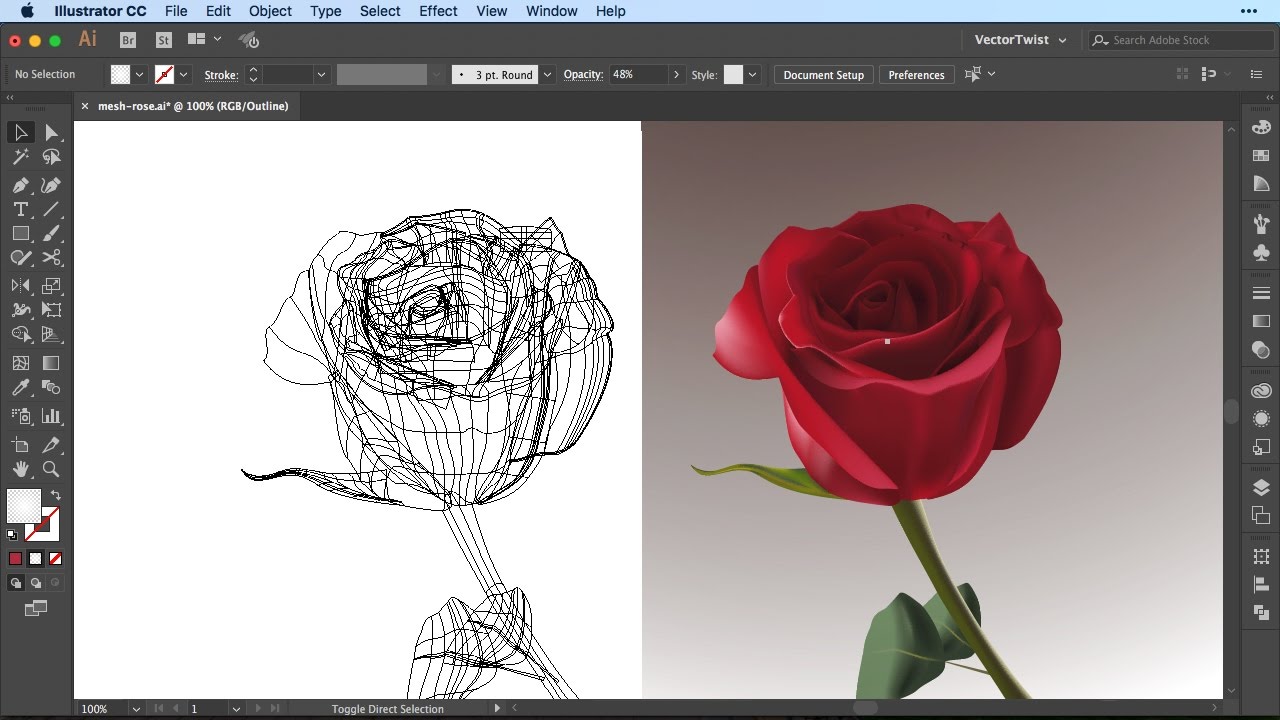 Illustrator CC File Edit Object Type Select Effect View Window Help
Ai Br St VectorTwist Search Adobe Stock
No Selection Stroke: 3 pt. Round Opacity: 48% Style: Document Setup Preferences
× mesh-rose.ai* @ 100% (RGB/Outline)
T
100% 1 Toggle Direct Selection